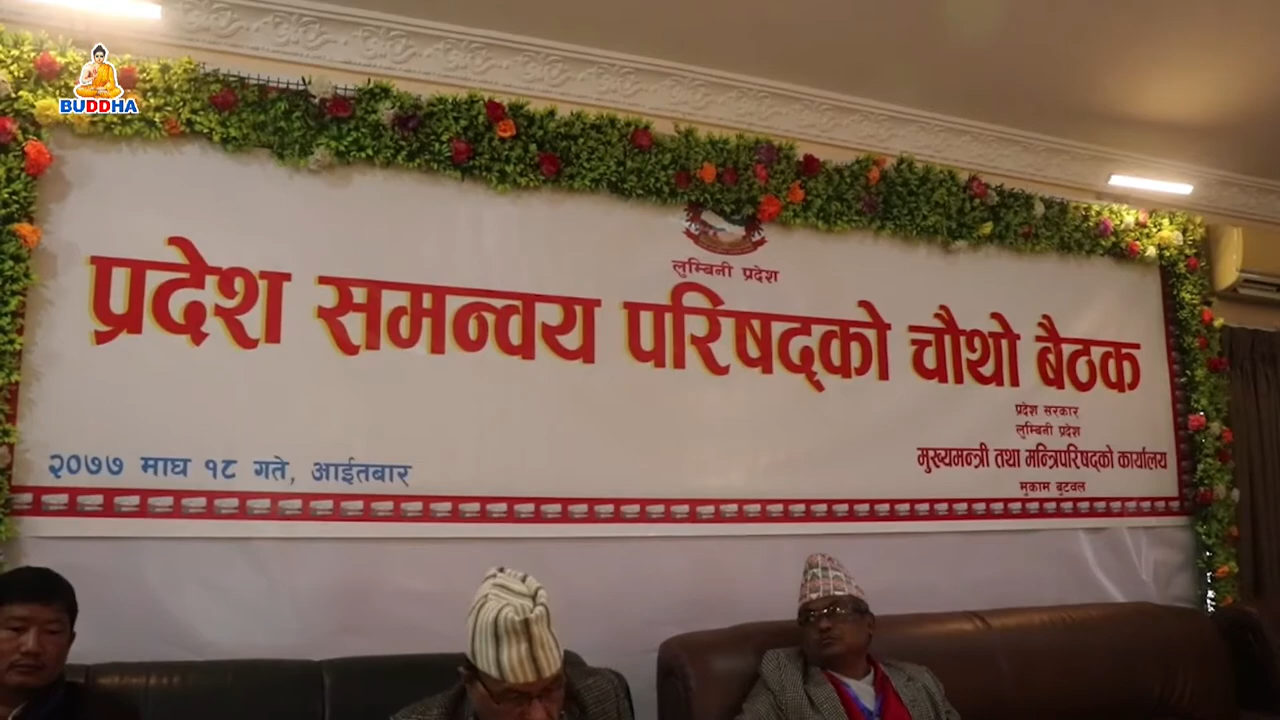 BUDDHA
लुम्बिनी प्रदेश
प्रदेश समन्वय परिषद्को चौथो बैठक
प्रदेश सरकार
लुम्बिनी प्रदेश
मुख्यमन्त्री तथा मन्त्रिपरिषद्को कार्यालय
मुकाम बुटवल
२०७७ माघ १८ गते, आईतबार